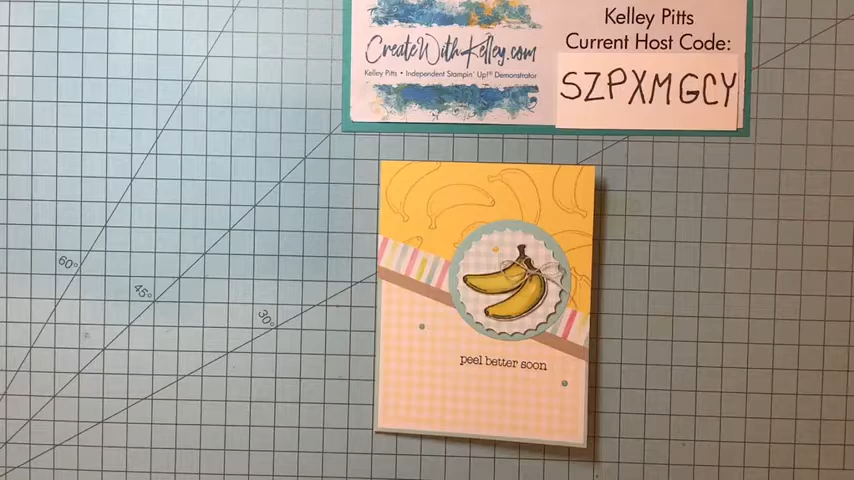 CreateWithKelley.com
Kelley Pitts • Independent Stampin' Up!® Demonstrator
Kelley Pitts
Current Host Code:
SZPXMGCY
60°
45°
30°
peel better soon